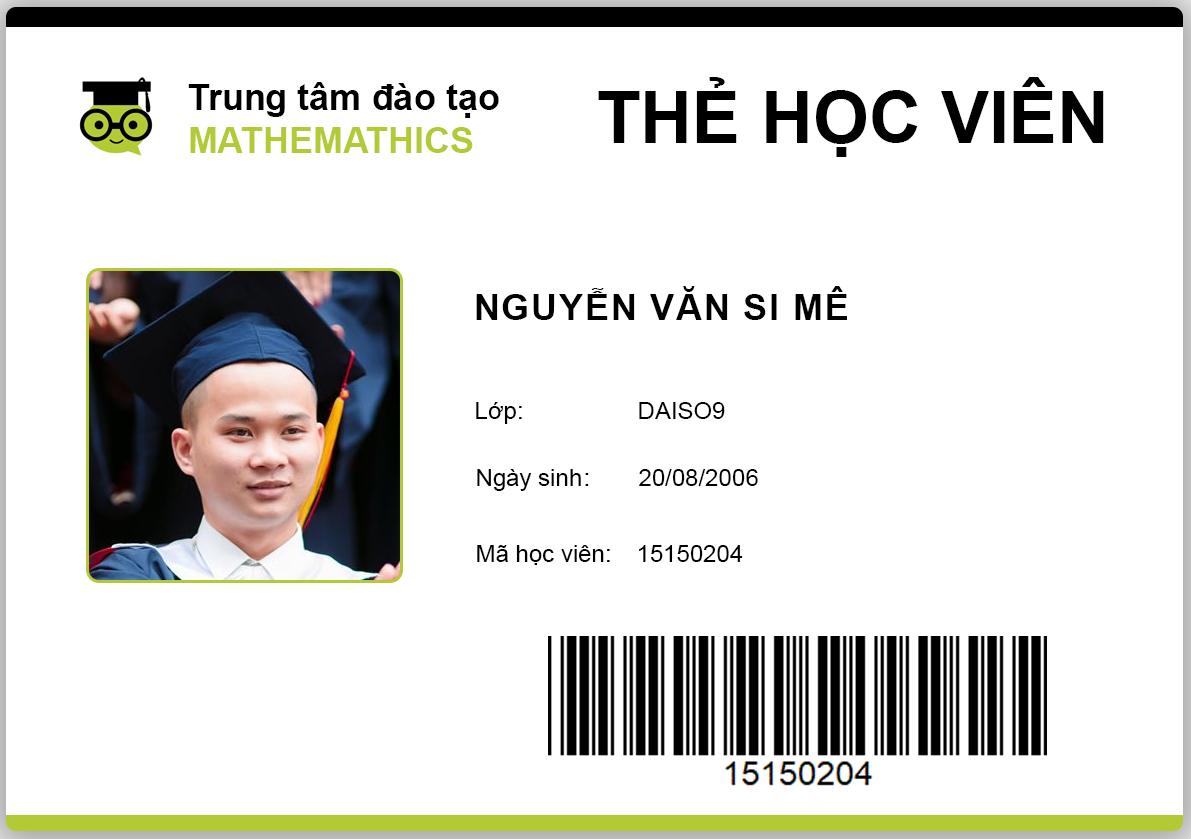 Trung tâm đào tạo
MATHEMATHICS
THẺ HỌC VIÊN
NGUYỄN VĂN SI MÊ
Lớp: DAISO9
Ngày sinh: 20/08/2006
Mã học viên: 15150204
15150204